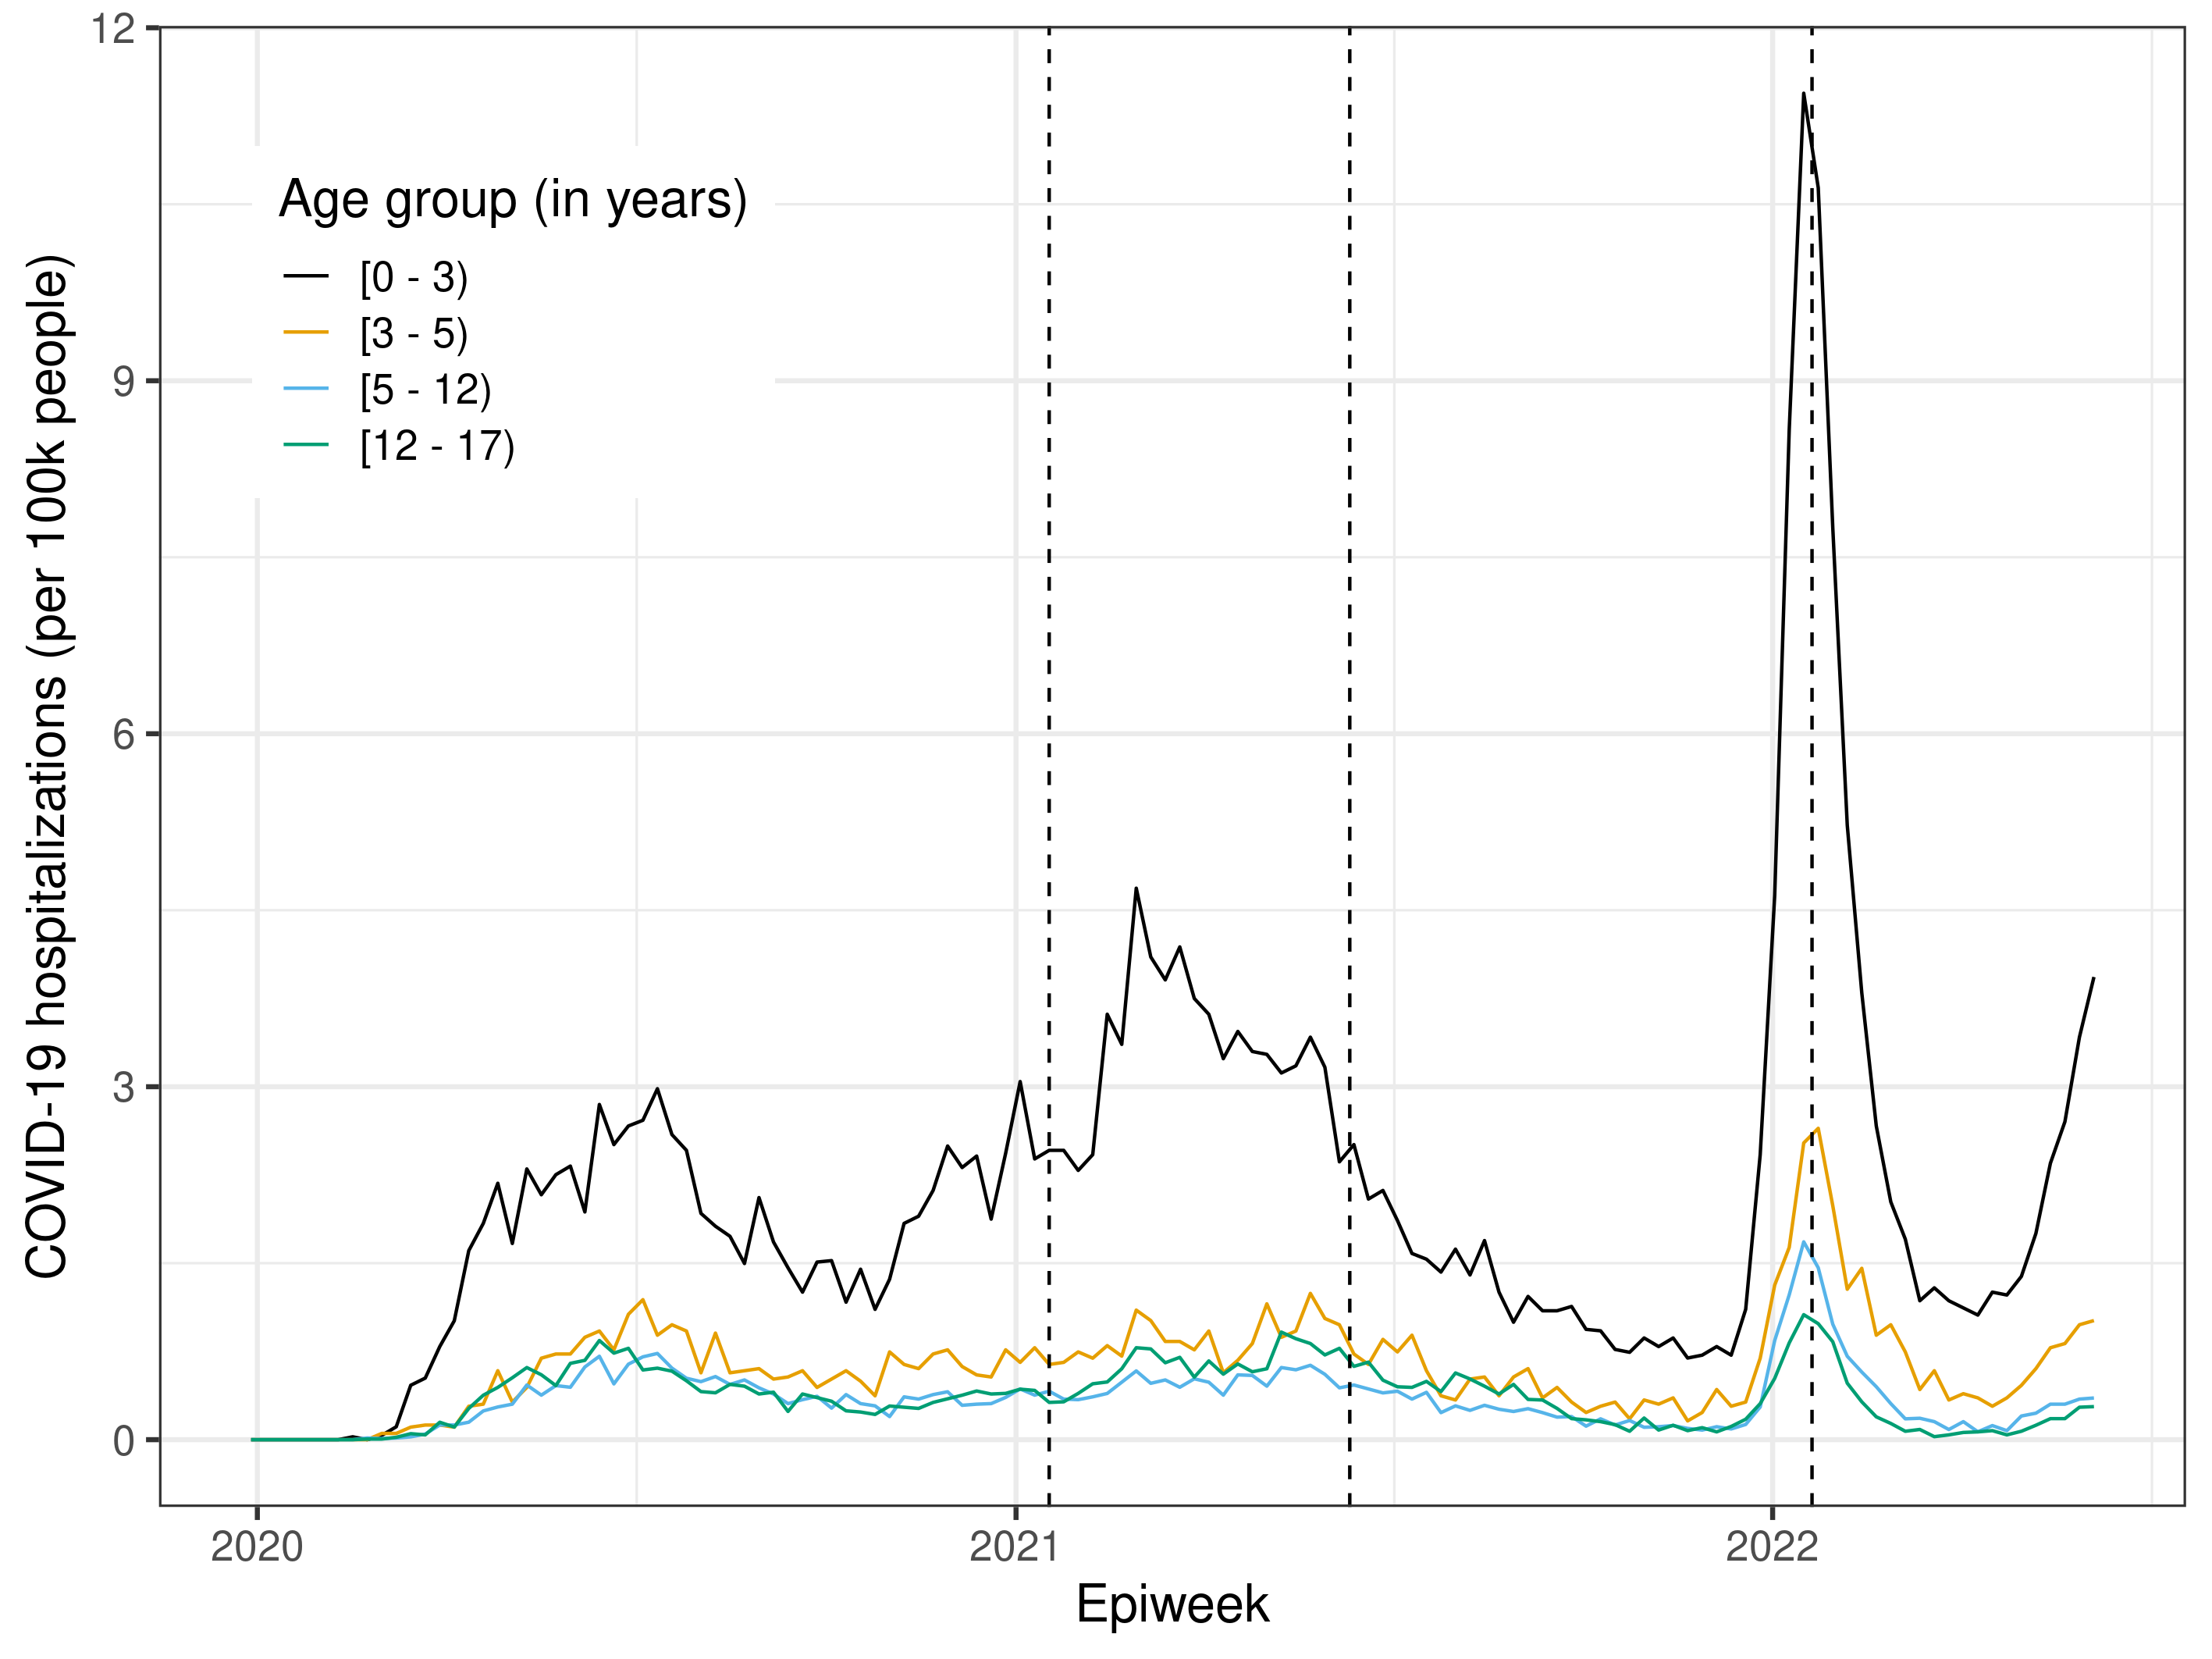 12
9
6
3
0
COVID-19 hospitalizations (per 100k people)
Age group (in years)
[0 - 3)
[3 - 5)
[5 - 12)
[12 - 17)
2020
2021
2022
Epiweek